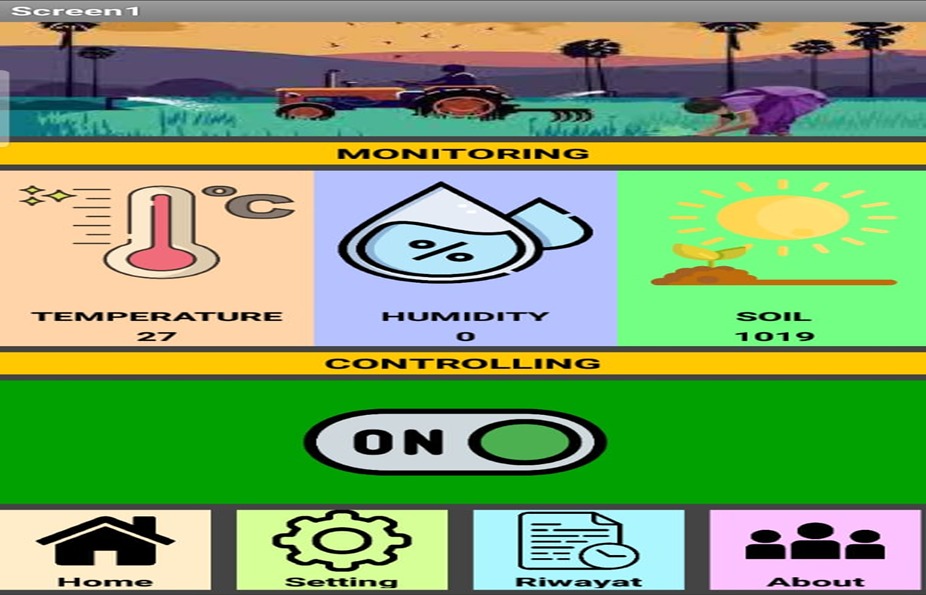 Screen1
MONITORING
°C
%
TEMPERATURE
27
HUMIDITY
0
SOIL
1019
CONTROLLING
ON
Home
Setting
Riwayat
About